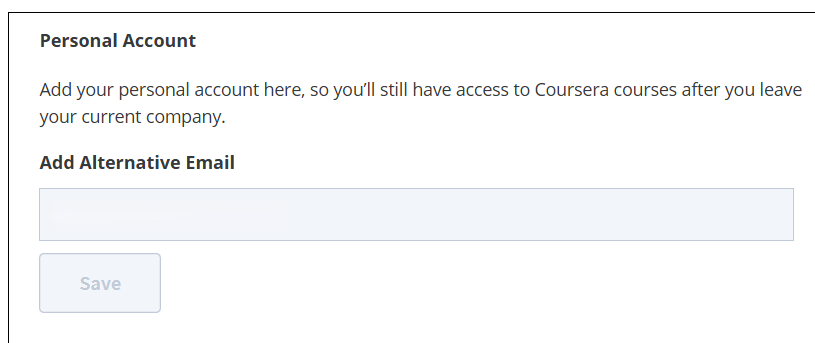 Personal Account
Add your personal account here, so you’ll still have access to Coursera courses after you leave
your current company.
Add Alternative Email
Save